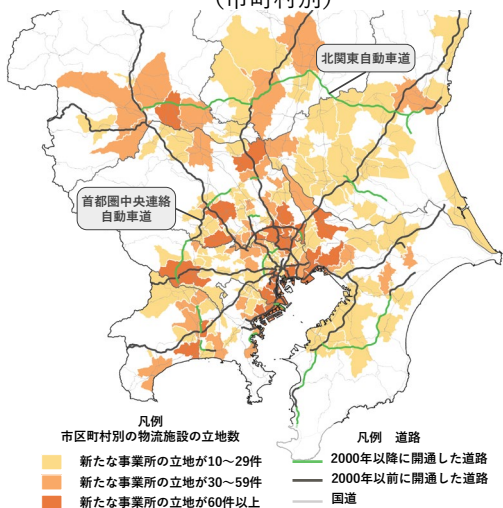 (市町村別)
北関東自動車道
首都圏中央連絡
自動車道
凡例
市区町村別の物流施設の立地数
新たな事業所の立地が10~29件
新たな事業所の立地が30~59件
新たな事業所の立地が60件以上
凡例 道路
2000年以降に開通した道路
2000年以前に開通した道路
国道